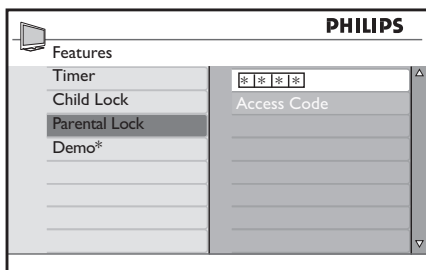 PHILIPS
Features
Timer
Child Lock
Parental Lock
Demo*
* * * *
Access Code